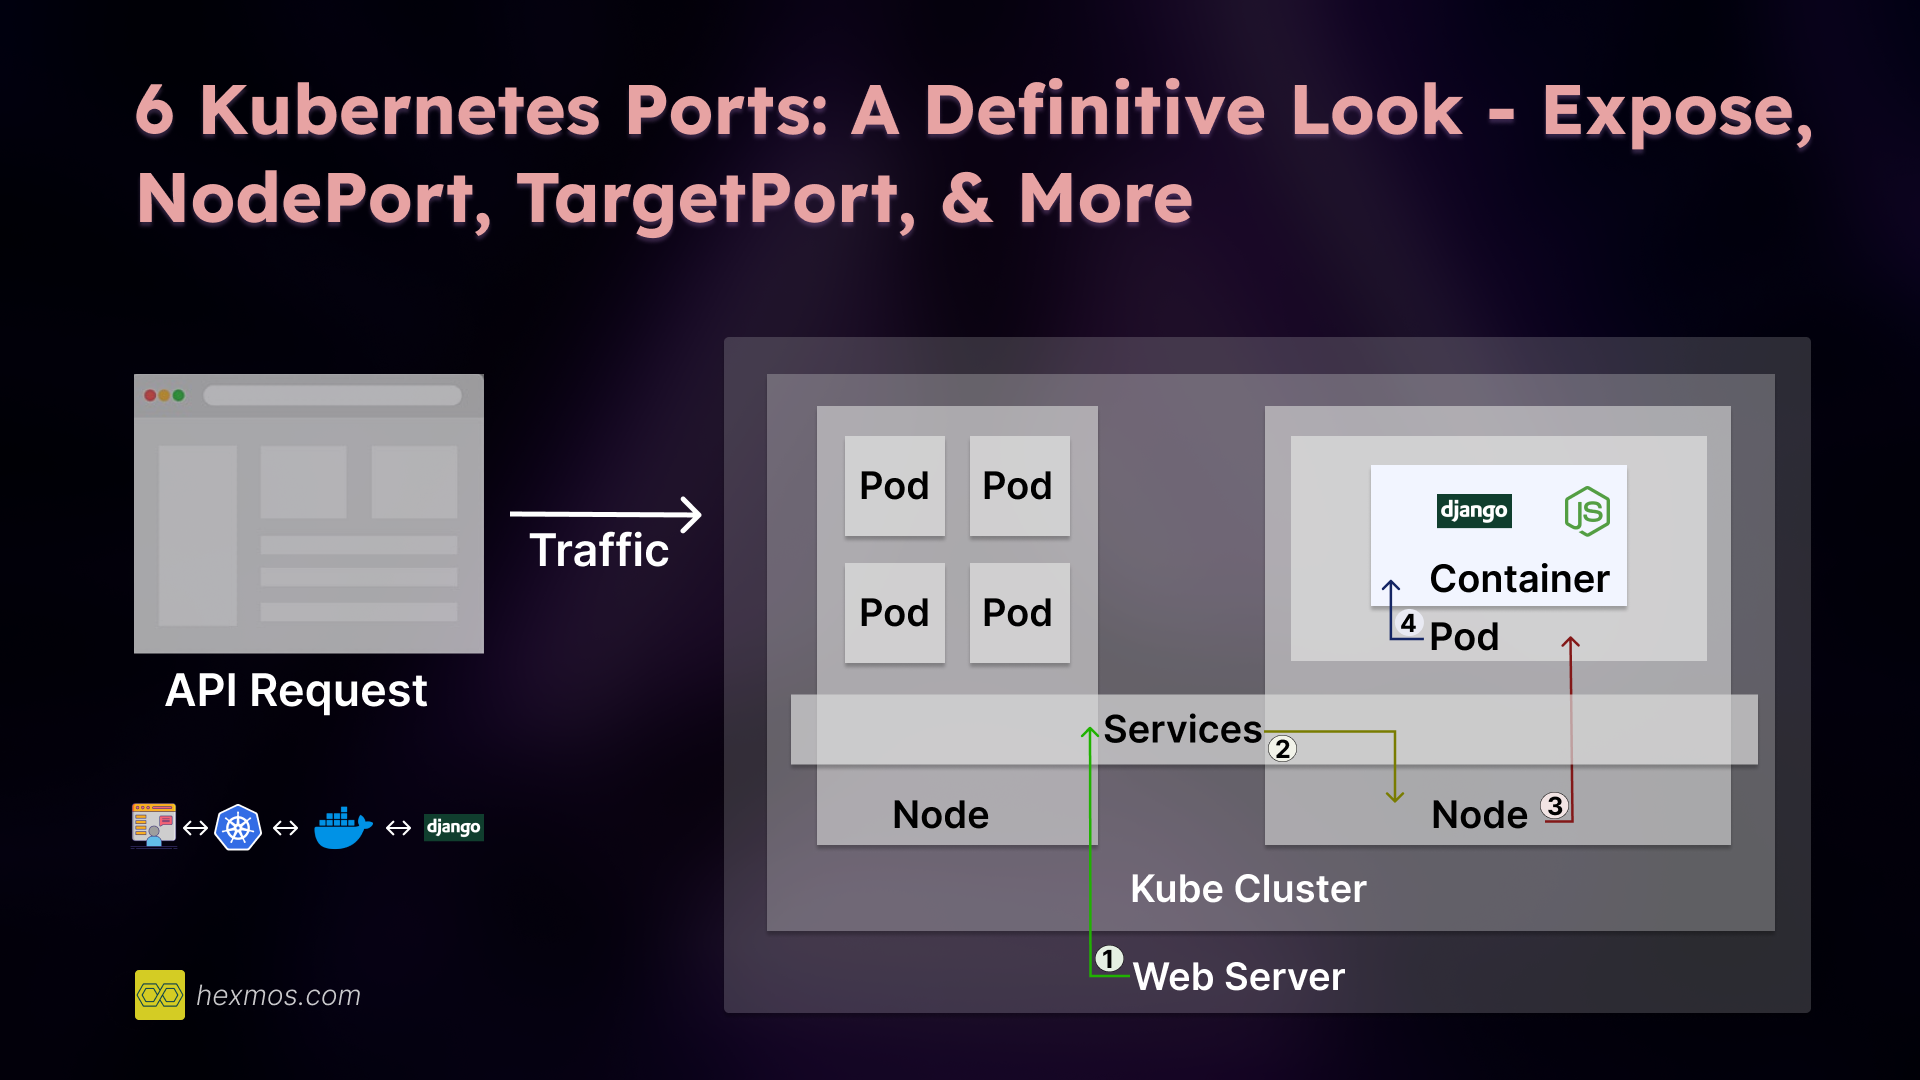 6 Kubernetes Ports: A Definitive Look - Expose,
NodePort, TargetPort, & More
API Request
Traffic
Pod Pod
Pod Pod
Node
Services
django JS
Container
4
Pod
2
Node 3
Kube Cluster
1
Web Server
django
hexmos.com